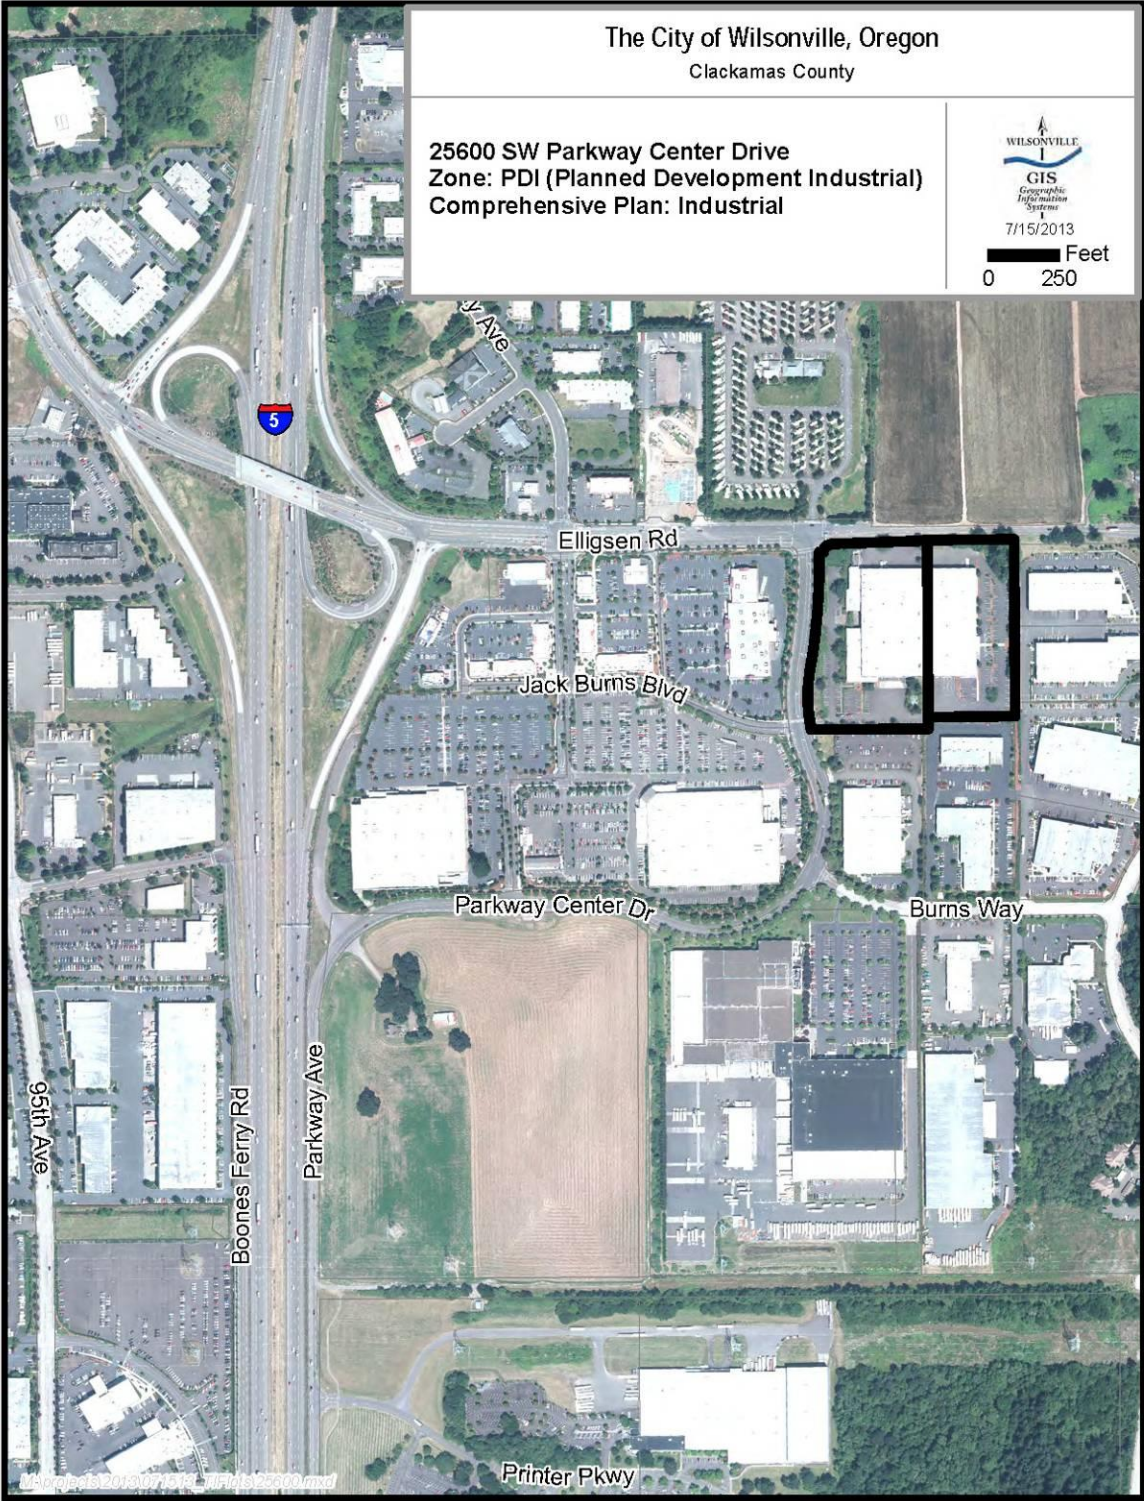 The City of Wilsonville, Oregon
Clackamas County
25600 SW Parkway Center Drive
Zone: PDI (Planned Development Industrial)
Comprehensive Plan: Industrial
WILSONVILLE
GIS
Geographic
Information
Systems
7/15/2013
Feet
0 250
y Ave
5
Elligsen Rd
Jack Burns Blvd
Parkway Center Dr
Burns Way
95th Ave
Boones Ferry Rd
Parkway Ave
Printer Pkwy